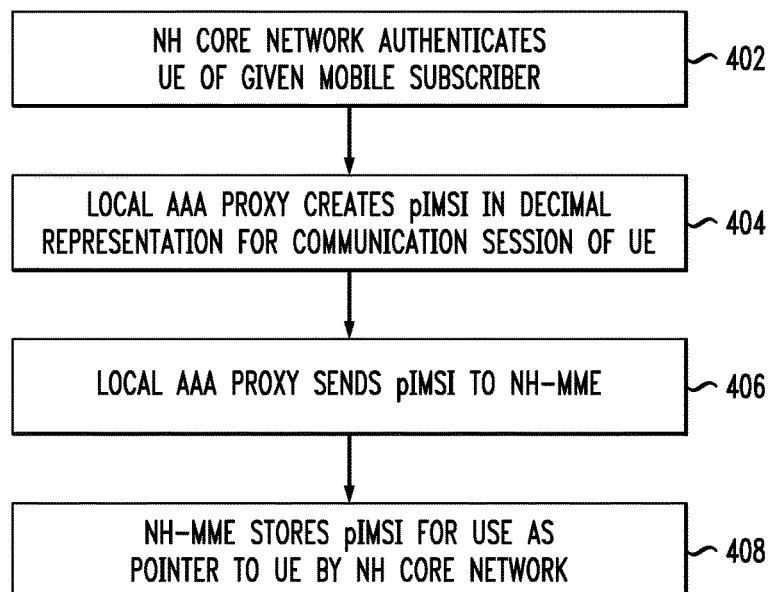 NH CORE NETWORK AUTHENTICATES
UE OF GIVEN MOBILE SUBSCRIBER
402
LOCAL AAA PROXY CREATES pIMSI IN DECIMAL
REPRESENTATION FOR COMMUNICATION SESSION OF UE
404
LOCAL AAA PROXY SENDS pIMSI TO NH-MME
406
NH-MME STORES pIMSI FOR USE AS
POINTER TO UE BY NH CORE NETWORK
408